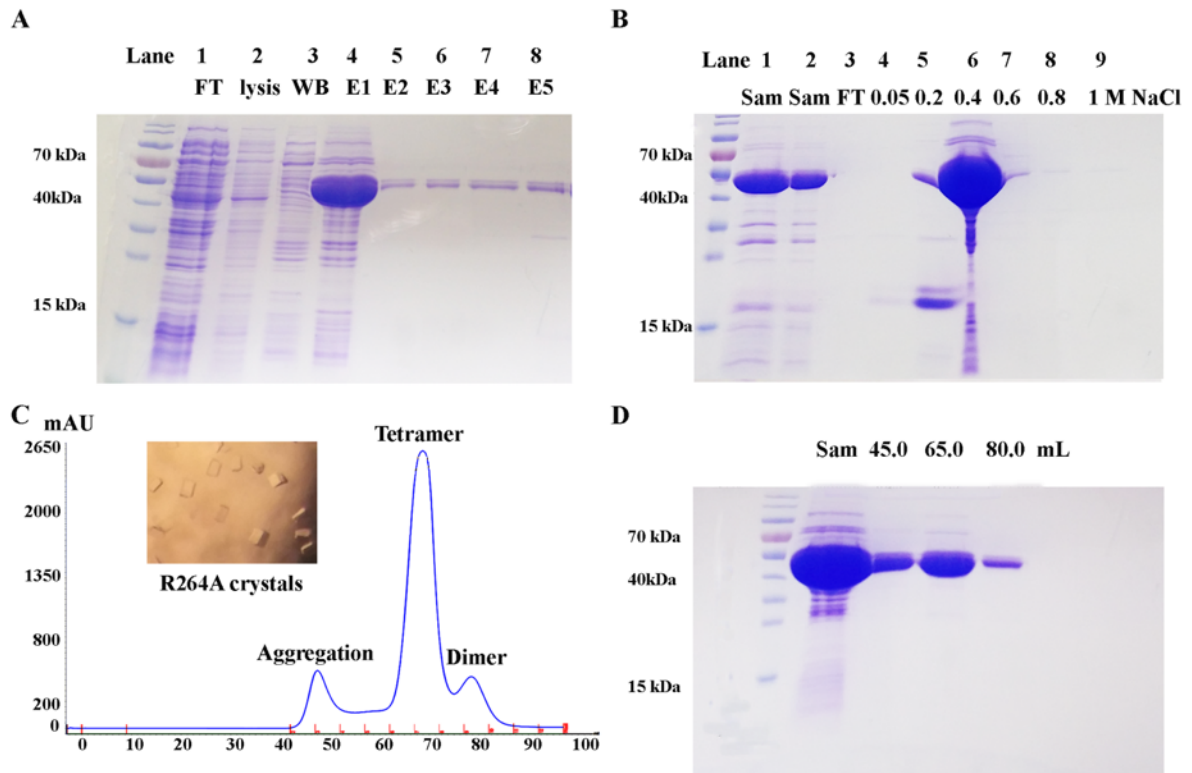 A
Lane 1 2 3 4 5 6 7 8
FT lysis WB E1 E2 E3 E4 E5
70 kDa
40kDa
15 kDa
B
Lane 1 2 3 4 5 6 7 8 9
Sam Sam FT 0.05 0.2 0.4 0.6 0.8 1 M NaCl
70 kDa
40kDa
15 kDa
C
mAU
2650
2000
1350
800
200
0
Tetramer
R264A crystals
Aggregation
Dimer
0 10 20 30 40 50 60 70 80 90 100
D
Sam 45.0 65.0 80.0 mL
70 kDa
40kDa
15 kDa